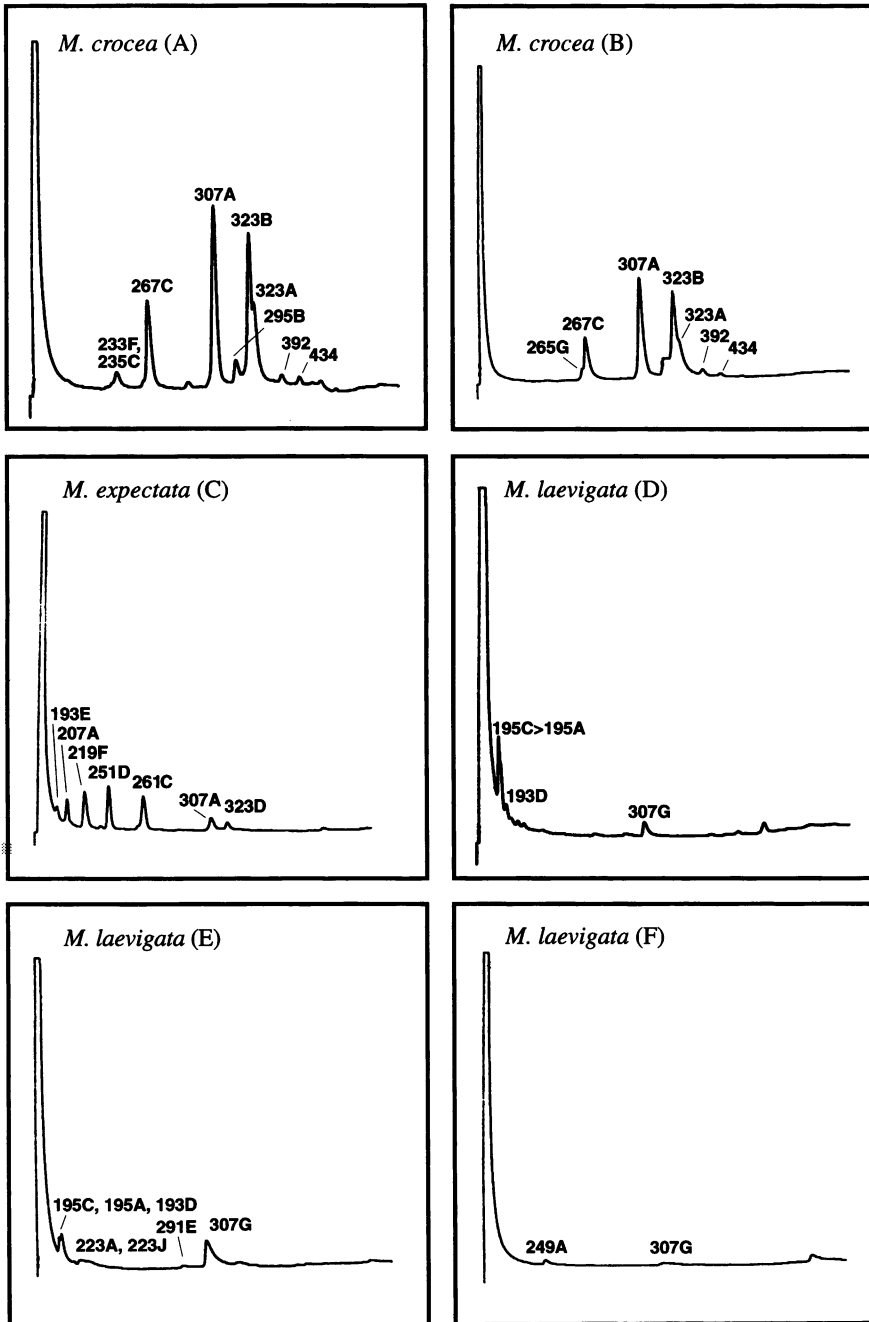 M. crocea (A)
307A
323B
267C
323A
295B
233F,
235C
392
434
M. crocea (B)
307A
323B
267C
323A
265G
392
434
M. expectata (C)
193E
207A
219F
251D
261C
307A
323D
M. laevigata (D)
195C>195A
193D
307G
M. laevigata (E)
195C, 195A, 193D
291E
307G
223A, 223J
M. laevigata (F)
249A
307G